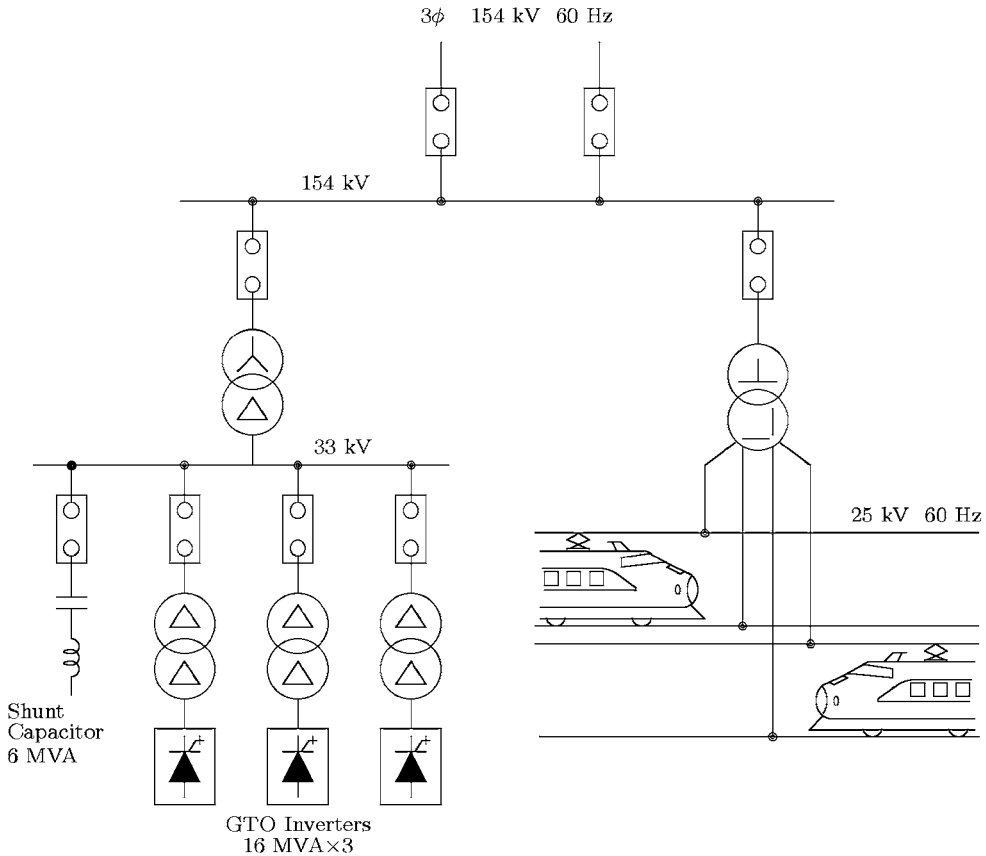 3ϕ 154 kV 60 Hz
154 kV
33 kV
25 kV 60 Hz
Shunt
Capacitor
6 MVA
GTO Inverters
16 MVA×3